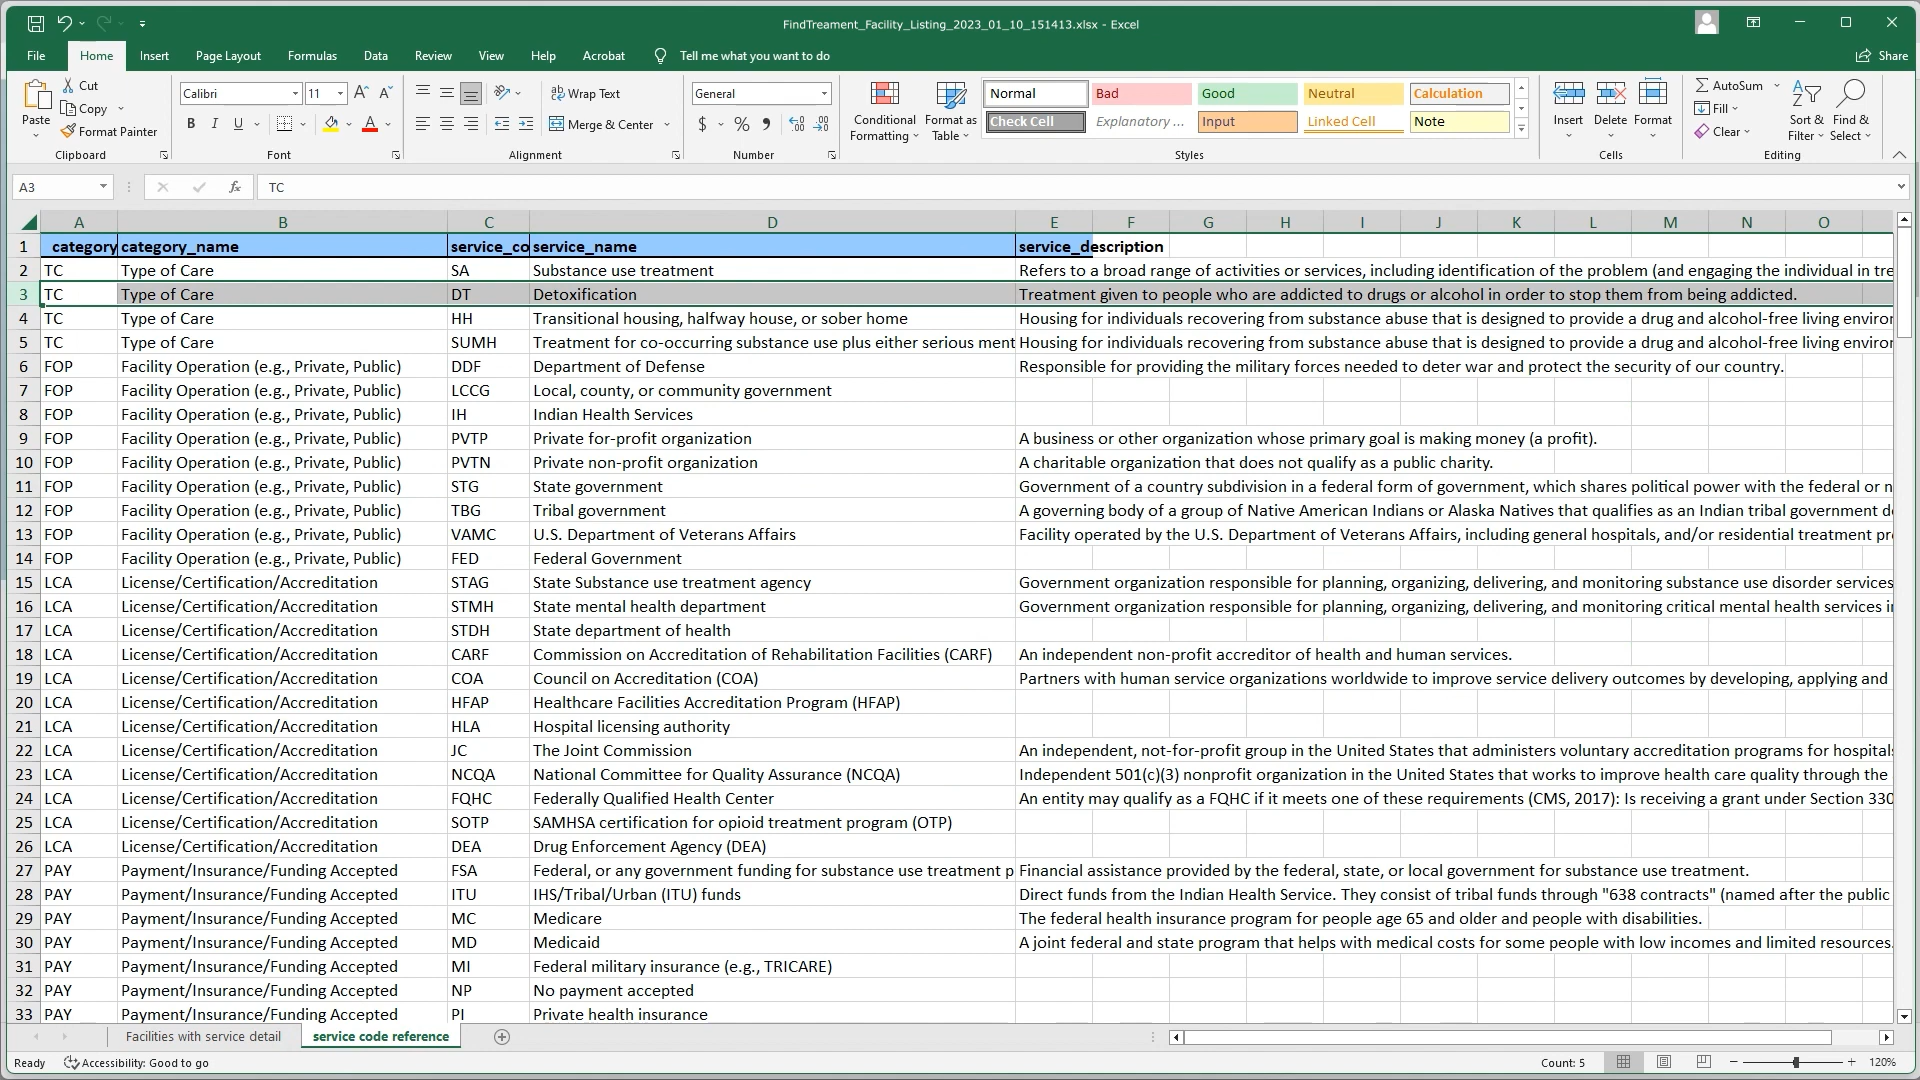 FindTreament_Facility_Listing_2023_01_10_151413.xlsx - Excel
File Home Insert Page Layout Formulas Data Review View Help Acrobat Tell me what you want to do Share
Paste
Cut
Copy
Format Painter
Clipboard
Calibri 11
B I U
Font
Wrap Text
Merge & Center
Alignment
General
$ % ,
Number
Conditional Formatting
Format as Table
Normal Bad Good Neutral Calculation
Check Cell Explanatory ... Input Linked Cell Note
Styles
Insert Delete Format
Cells
AutoSum
Fill
Clear
Sort & Filter
Find & Select
Editing
A3 fx TC
A B C D E F G H I J K L M N O
1 category category_name service_co service_name service_description
2 TC Type of Care SA Substance use treatment Refers to a broad range of activities or services, including identification of the problem (and engaging the individual in tre
3 TC Type of Care DT Detoxification Treatment given to people who are addicted to drugs or alcohol in order to stop them from being addicted.
4 TC Type of Care HH Transitional housing, halfway house, or sober home Housing for individuals recovering from substance abuse that is designed to provide a drug and alcohol-free living environ
5 TC Type of Care SUMH Treatment for co-occurring substance use plus either serious ment Housing for individuals recovering from substance abuse that is designed to provide a drug and alcohol-free living environ
6 FOP Facility Operation (e.g., Private, Public) DDF Department of Defense Responsible for providing the military forces needed to deter war and protect the security of our country.
7 FOP Facility Operation (e.g., Private, Public) LCCG Local, county, or community government
8 FOP Facility Operation (e.g., Private, Public) IH Indian Health Services
9 FOP Facility Operation (e.g., Private, Public) PVTP Private for-profit organization A business or other organization whose primary goal is making money (a profit).
10 FOP Facility Operation (e.g., Private, Public) PVTN Private non-profit organization A charitable organization that does not qualify as a public charity.
11 FOP Facility Operation (e.g., Private, Public) STG State government Government of a country subdivision in a federal form of government, which shares political power with the federal or n
12 FOP Facility Operation (e.g., Private, Public) TBG Tribal government A governing body of a group of Native American Indians or Alaska Natives that qualifies as an Indian tribal government d
13 FOP Facility Operation (e.g., Private, Public) VAMC U.S. Department of Veterans Affairs Facility operated by the U.S. Department of Veterans Affairs, including general hospitals, and/or residential treatment pr
14 FOP Facility Operation (e.g., Private, Public) FED Federal Government
15 LCA License/Certification/Accreditation STAG State Substance use treatment agency Government organization responsible for planning, organizing, delivering, and monitoring substance use disorder services
16 LCA License/Certification/Accreditation STMH State mental health department Government organization responsible for planning, organizing, delivering, and monitoring critical mental health services i
17 LCA License/Certification/Accreditation STDH State department of health
18 LCA License/Certification/Accreditation CARF Commission on Accreditation of Rehabilitation Facilities (CARF) An independent non-profit accreditor of health and human services.
19 LCA License/Certification/Accreditation COA Council on Accreditation (COA) Partners with human service organizations worldwide to improve service delivery outcomes by developing, applying and
20 LCA License/Certification/Accreditation HFAP Healthcare Facilities Accreditation Program (HFAP)
21 LCA License/Certification/Accreditation HLA Hospital licensing authority
22 LCA License/Certification/Accreditation JC The Joint Commission An independent, not-for-profit group in the United States that administers voluntary accreditation programs for hospitals
23 LCA License/Certification/Accreditation NCQA National Committee for Quality Assurance (NCQA) Independent 501(c)(3) nonprofit organization in the United States that works to improve health care quality through the
24 LCA License/Certification/Accreditation FQHC Federally Qualified Health Center An entity may qualify as a FQHC if it meets one of these requirements (CMS, 2017): Is receiving a grant under Section 330
25 LCA License/Certification/Accreditation SOTP SAMHSA certification for opioid treatment program (OTP)
26 LCA License/Certification/Accreditation DEA Drug Enforcement Agency (DEA)
27 PAY Payment/Insurance/Funding Accepted FSA Federal, or any government funding for substance use treatment p Financial assistance provided by the federal, state, or local government for substance use treatment.
28 PAY Payment/Insurance/Funding Accepted ITU IHS/Tribal/Urban (ITU) funds Direct funds from the Indian Health Service. They consist of tribal funds through "638 contracts" (named after the public
29 PAY Payment/Insurance/Funding Accepted MC Medicare The federal health insurance program for people age 65 and older and people with disabilities.
30 PAY Payment/Insurance/Funding Accepted MD Medicaid A joint federal and state program that helps with medical costs for some people with low incomes and limited resources.
31 PAY Payment/Insurance/Funding Accepted MI Federal military insurance (e.g., TRICARE)
32 PAY Payment/Insurance/Funding Accepted NP No payment accepted
33 PAY Payment/Insurance/Funding Accepted PI Private health insurance
Facilities with service detail service code reference
Ready Accessibility: Good to go Count: 5 120%